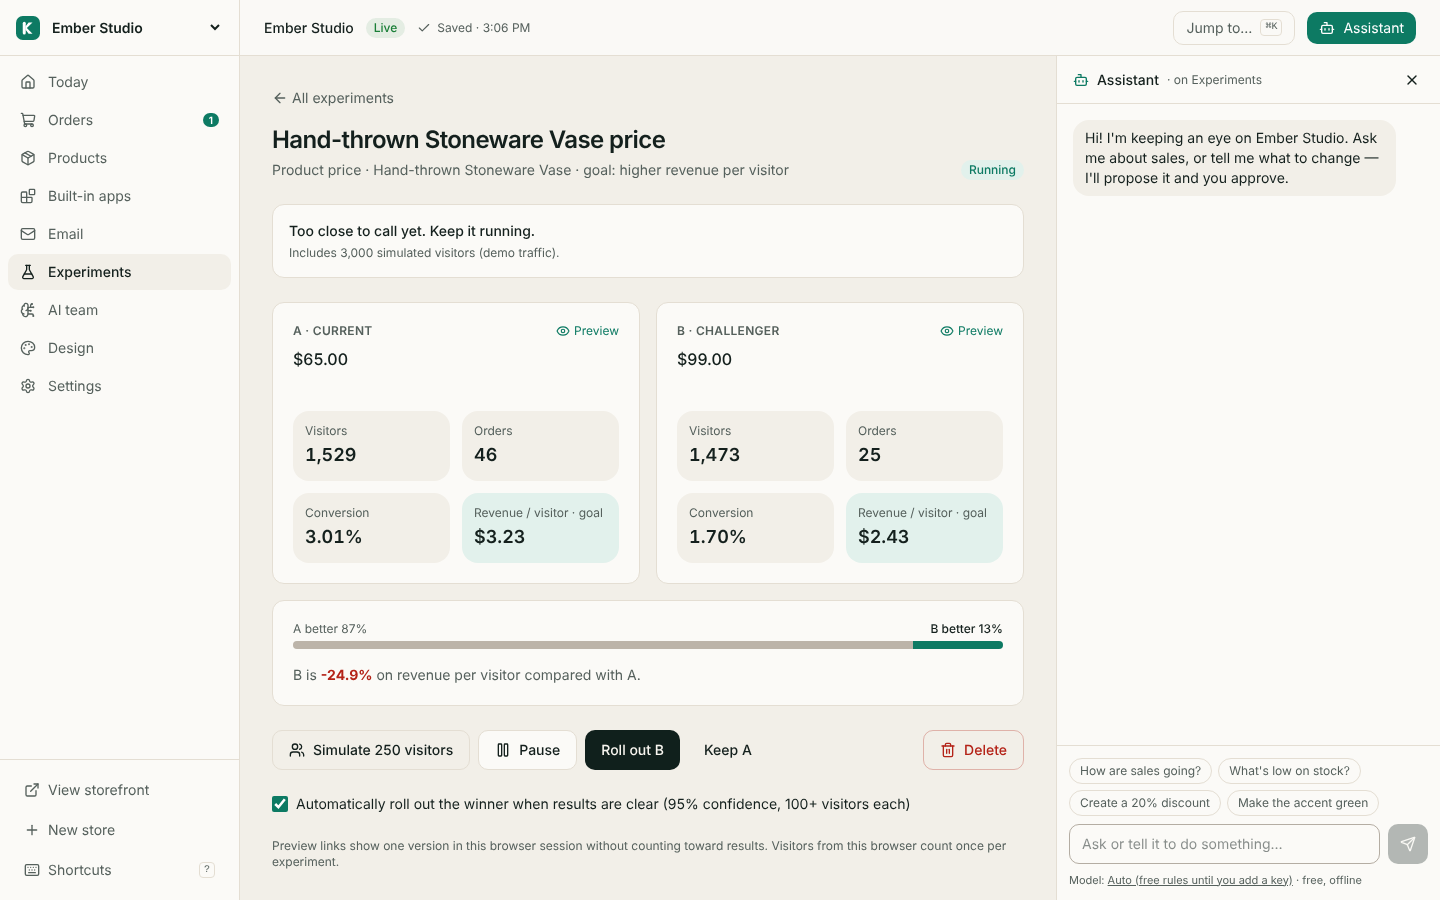 Ember Studio
Today
Orders
1
Products
Built-in apps
Email
Experiments
AI team
Design
Settings
View storefront
New store
Shortcuts
?
Ember Studio
Live
Saved · 3:06 PM
Jump to...
⌘K
Assistant
All experiments
Hand-thrown Stoneware Vase price
Product price · Hand-thrown Stoneware Vase · goal: higher revenue per visitor
Running
Too close to call yet. Keep it running.
Includes 3,000 simulated visitors (demo traffic).
A · CURRENT
Preview
$65.00
Visitors
1,529
Orders
46
Conversion
3.01%
Revenue / visitor · goal
$3.23
B · CHALLENGER
Preview
$99.00
Visitors
1,473
Orders
25
Conversion
1.70%
Revenue / visitor · goal
$2.43
A better 87%
B better 13%
B is -24.9% on revenue per visitor compared with A.
Simulate 250 visitors
Pause
Roll out B
Keep A
Delete
Automatically roll out the winner when results are clear (95% confidence, 100+ visitors each)
Preview links show one version in this browser session without counting toward results. Visitors from this browser count once per
experiment.
Assistant · on Experiments
Hi! I'm keeping an eye on Ember Studio. Ask
me about sales, or tell me what to change —
I'll propose it and you approve.
How are sales going?
What's low on stock?
Create a 20% discount
Make the accent green
Ask or tell it to do something...
Model: Auto (free rules until you add a key) · free, offline